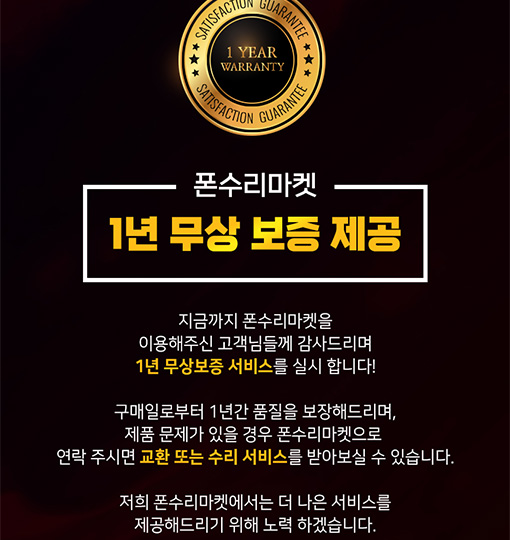 SATISFACTION GUARANTEE
1 YEAR
WARRANTY
SATISFACTION GUARANTEE
폰수리마켓
1년 무상 보증 제공
지금까지 폰수리마켓을
이용해주신 고객님들께 감사드리며
1년 무상보증 서비스를 실시 합니다!
구매일로부터 1년간 품질을 보장해드리며,
제품 문제가 있을 경우 폰수리마켓으로
연락 주시면 교환 또는 수리 서비스를 받아보실 수 있습니다.
저희 폰수리마켓에서는 더 나은 서비스를
제공해드리기 위해 노력 하겠습니다.